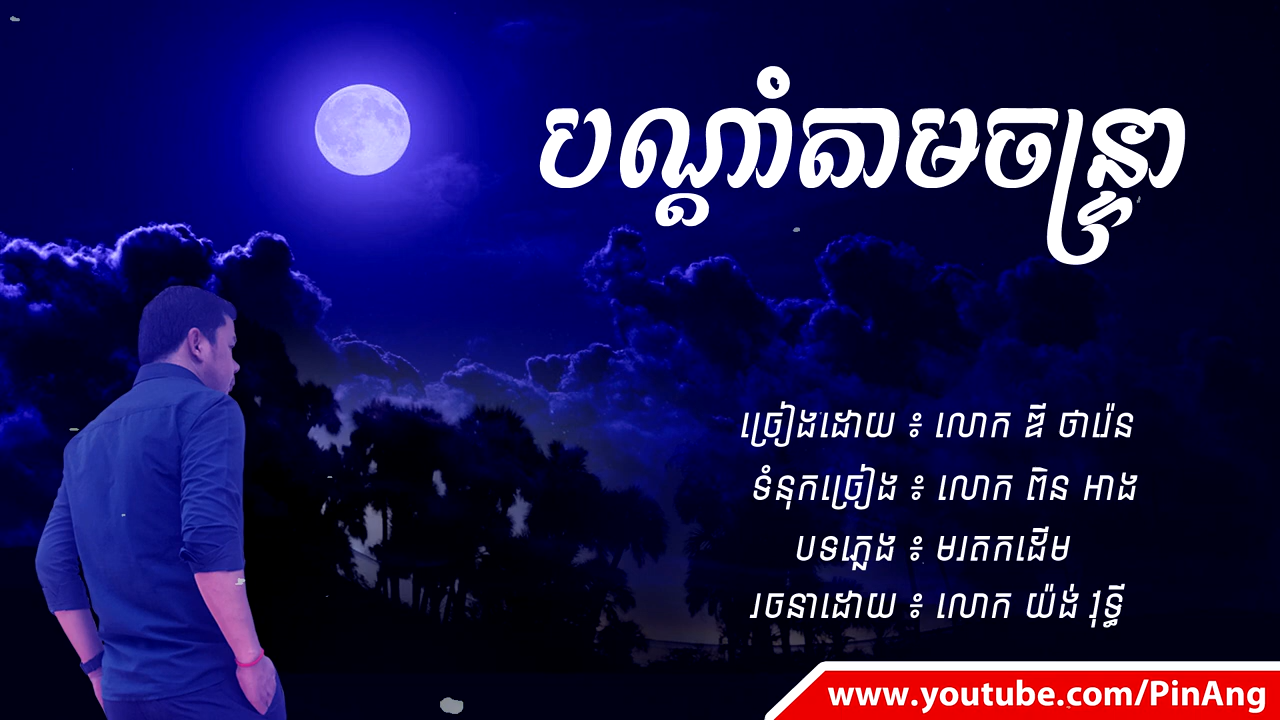 បណ្ដាំតាមចន្ទ្រា
ច្រៀងដោយ ៖ លោក ឌី ថារ៉េន
ទំនុកច្រៀង ៖ លោក ពិន អាង
បទភ្លេង ៖ មរតកដើម
រចនាដោយ ៖ លោក យ៉ង់ វុទ្ធី
www.youtube.com/PinAng